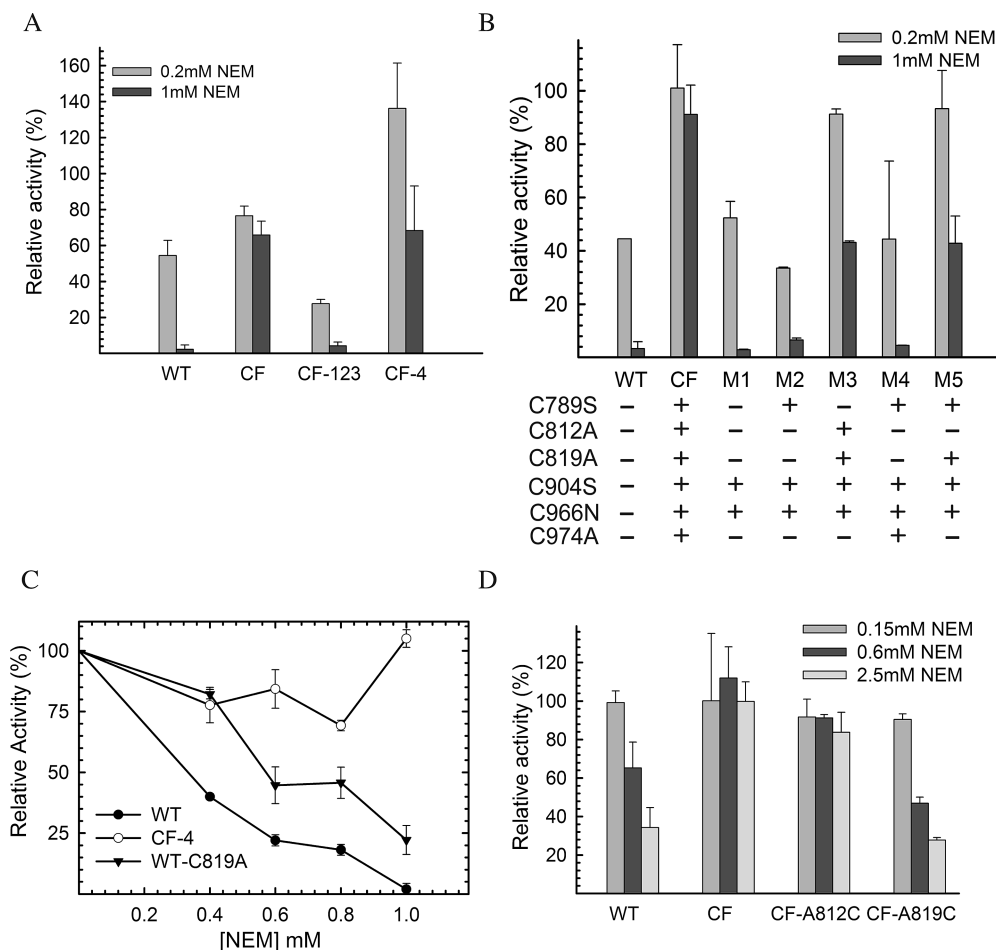 A
Relative activity (%)
160
140
120
100
80
60
40
20
0.2mM NEM
1mM NEM
WT CF CF-123 CF-4
B
Relative activity (%)
100
80
60
40
20
0.2mM NEM
1mM NEM
WT CF M1 M2 M3 M4 M5
C789S – + – + – + +
C812A – + – – + – –
C819A – + – – + – +
C904S – + + + + + +
C966N – + + + + + +
C974A – + – – – + –
C
Relative Activity (%)
100
75
50
25
WT
CF-4
WT-C819A
0.2 0.4 0.6 0.8 1.0
[NEM] mM
D
Relative activity (%)
120
100
80
60
40
20
0.15mM NEM
0.6mM NEM
2.5mM NEM
WT CF CF-A812C CF-A819C